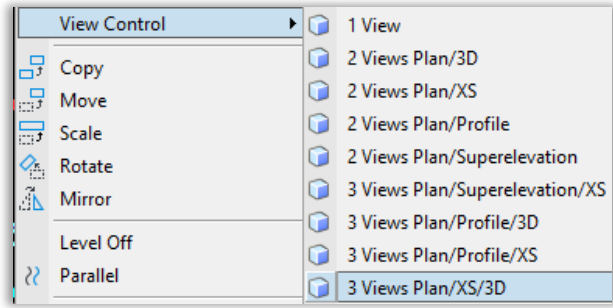 View Control
Copy
Move
Scale
Rotate
Mirror
Level Off
Parallel
1 View
2 Views Plan/3D
2 Views Plan/XS
2 Views Plan/Profile
2 Views Plan/Superelevation
3 Views Plan/Superelevation/XS
3 Views Plan/Profile/3D
3 Views Plan/Profile/XS
3 Views Plan/XS/3D